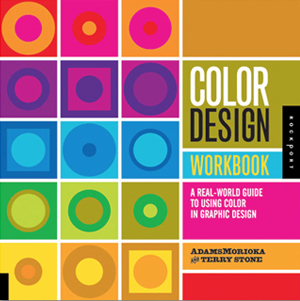 COLOR
DESIGN
WORKBOOK
ROCKPORT
A REAL-WORLD GUIDE
TO USING COLOR
IN GRAPHIC DESIGN
ADAMSMORIOKA
AND TERRY STONE